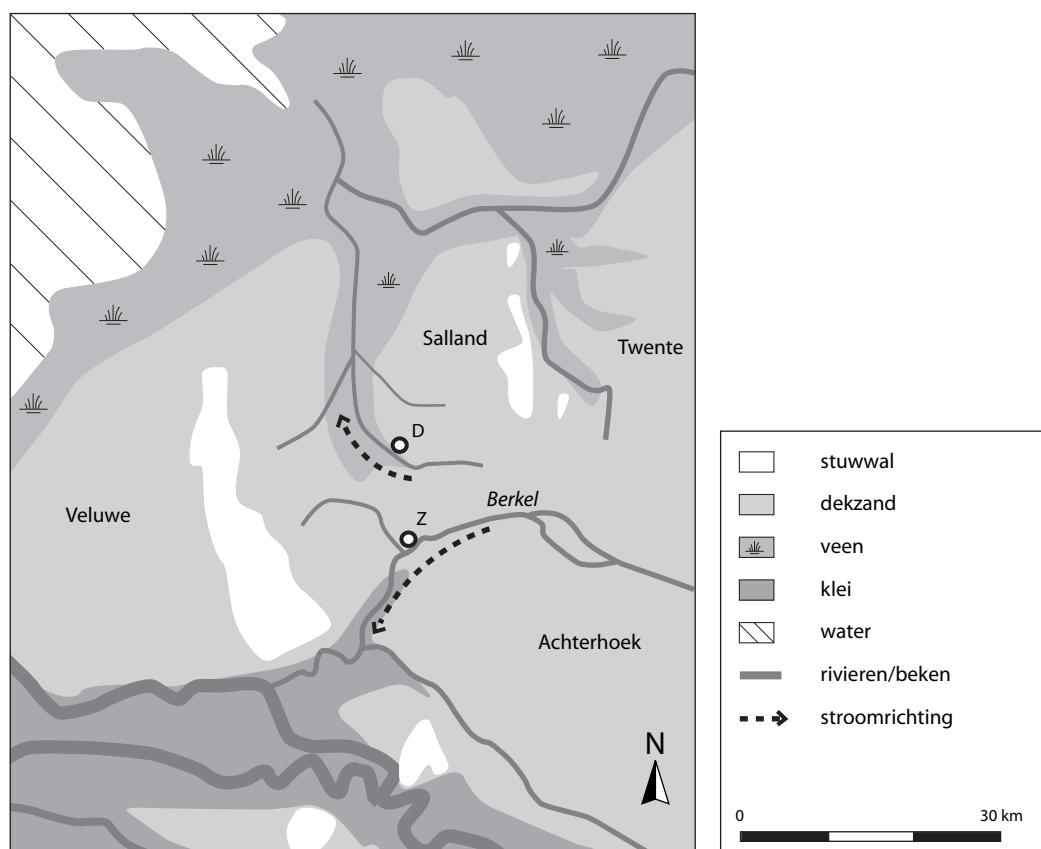 Salland
Twente
D
Berkel
Z
Veluwe
Achterhoek
N
stuwwal
dekzand
veen
klei
water
rivieren/beken
stroomrichting
0 30 km